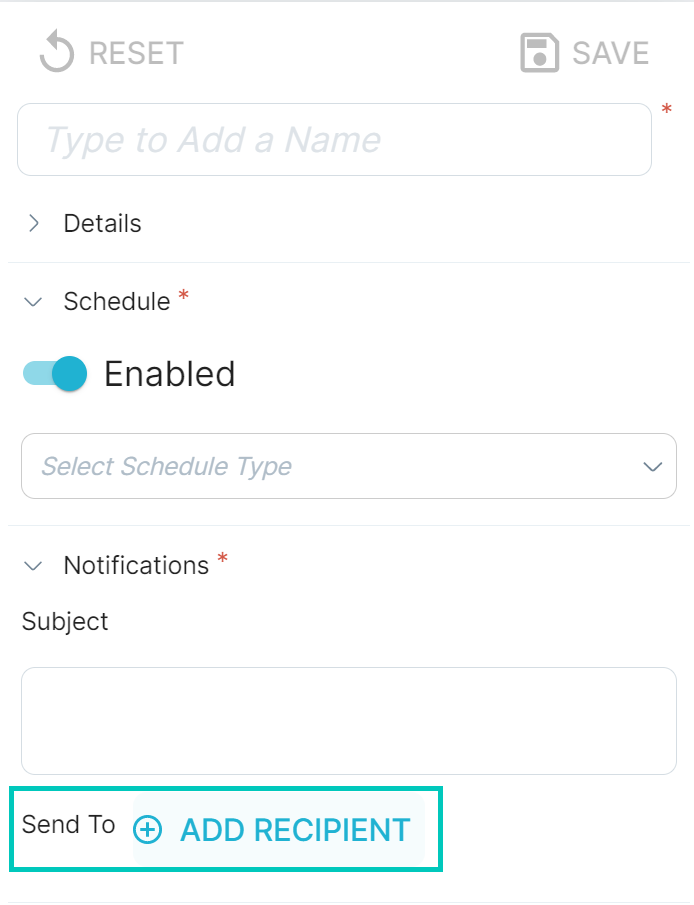 RESET SAVE
Type to Add a Name *
Details
Schedule *
Enabled
Select Schedule Type
Notifications *
Subject
Send To ADD RECIPIENT